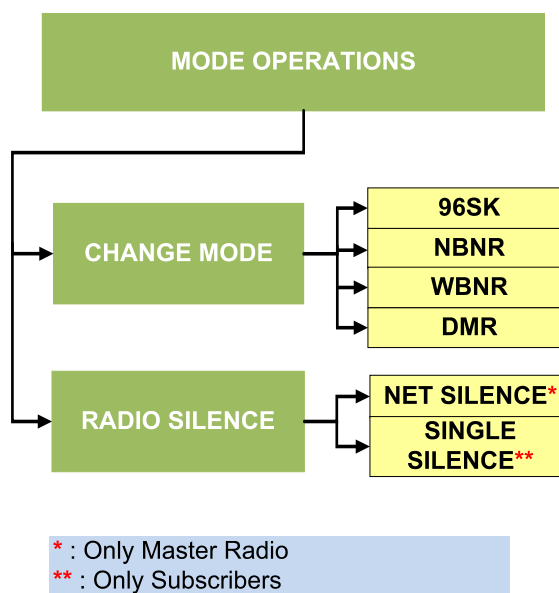 MODE OPERATIONS
CHANGE MODE
96SK
NBNR
WBNR
DMR
RADIO SILENCE
NET SILENCE*
SINGLE
SILENCE**
* : Only Master Radio
** : Only Subscribers